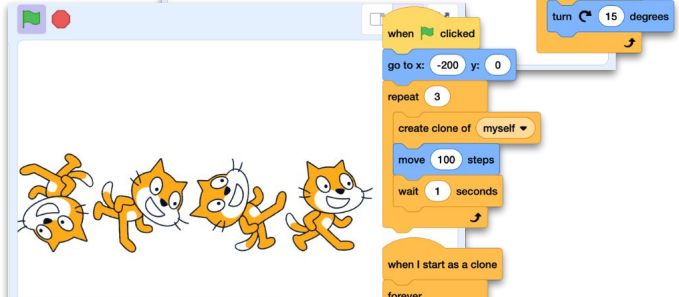 when clicked
go to x: -200 y: 0
repeat 3
create clone of myself
move 100 steps
wait 1 seconds
when I start as a clone
forever
turn 15 degrees